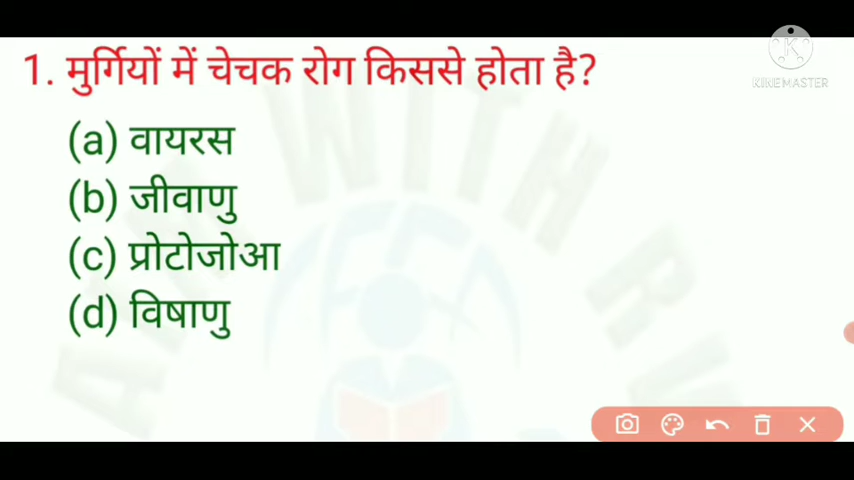 1. मुर्गियों में चेचक रोग किससे होता है?
(a) वायरस
(b) जीवाणु
(c) प्रोटोजोआ
(d) विषाणु
K
KINEMASTER